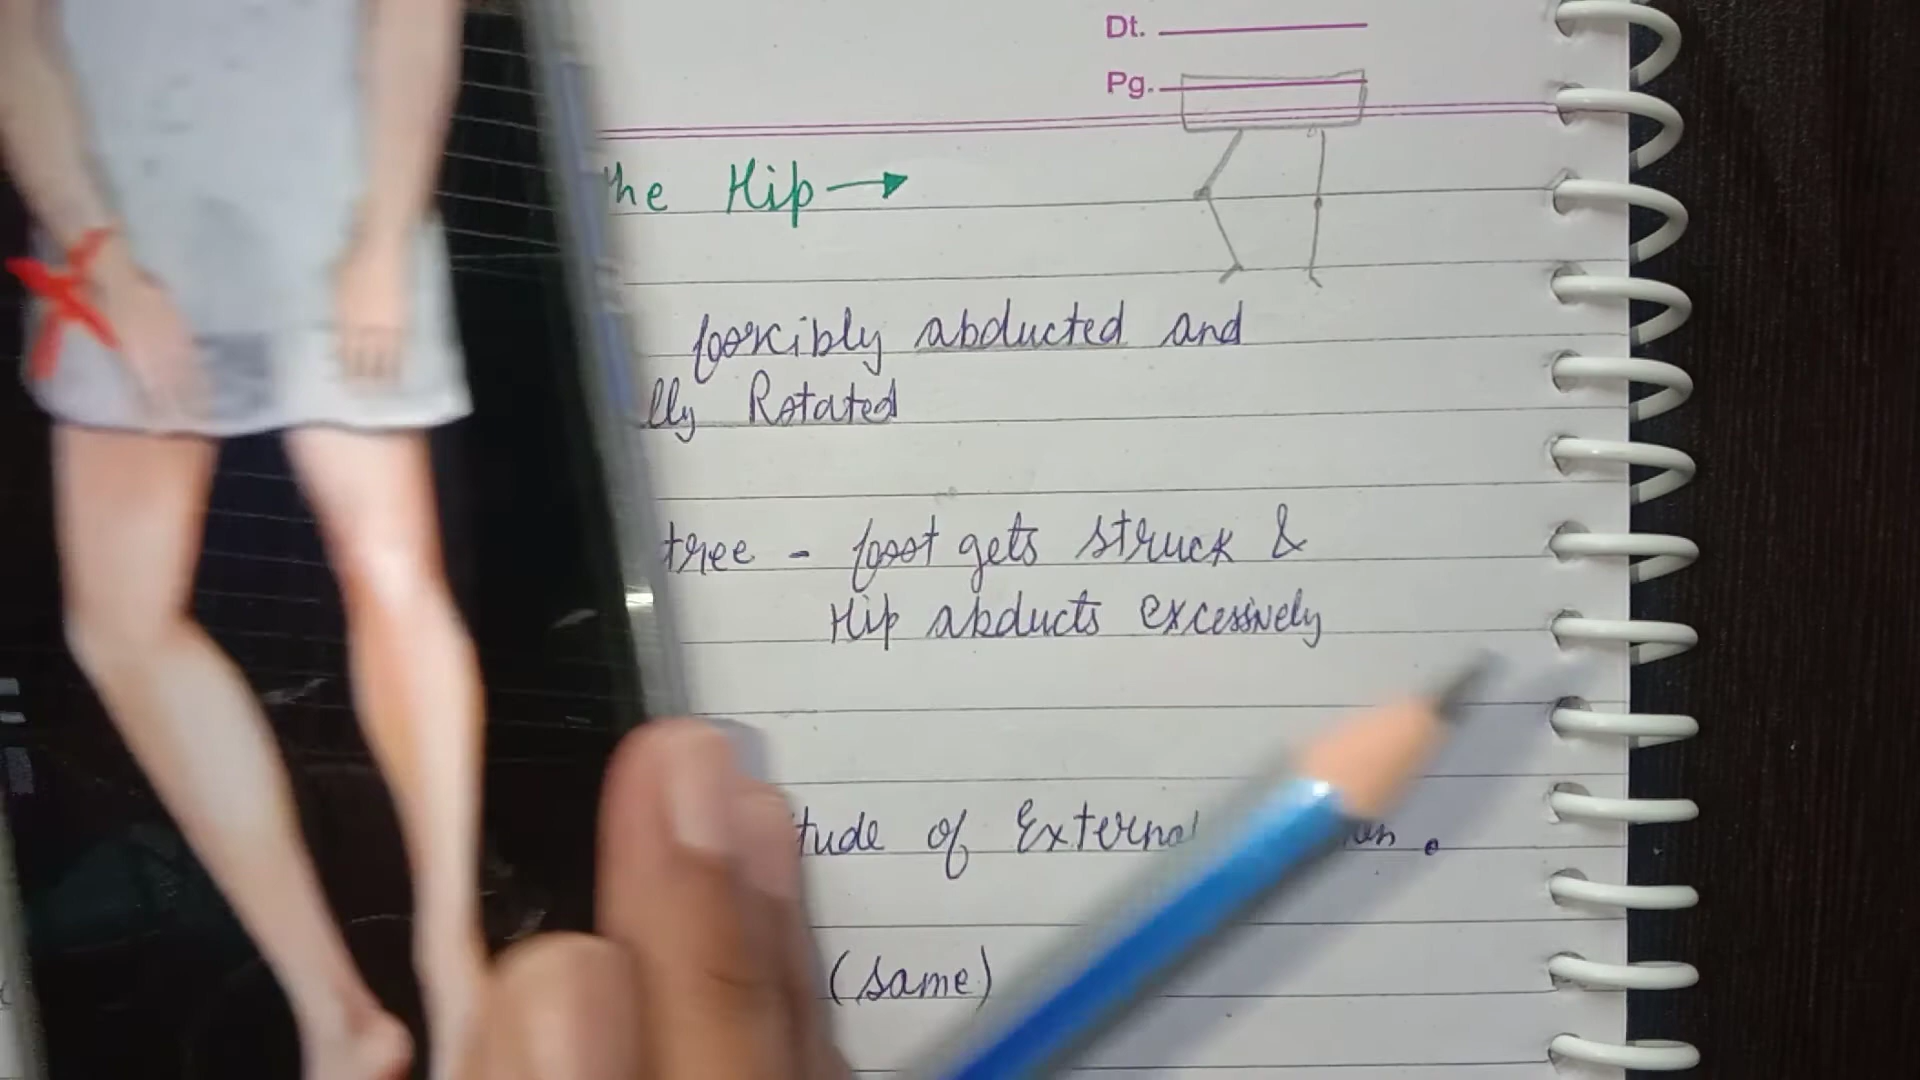 Dt.
Pg.
the Hip →
forcibly abducted and
lly Rotated
tree - foot gets struck &
Hip abducts excessively
tude of External
(same)